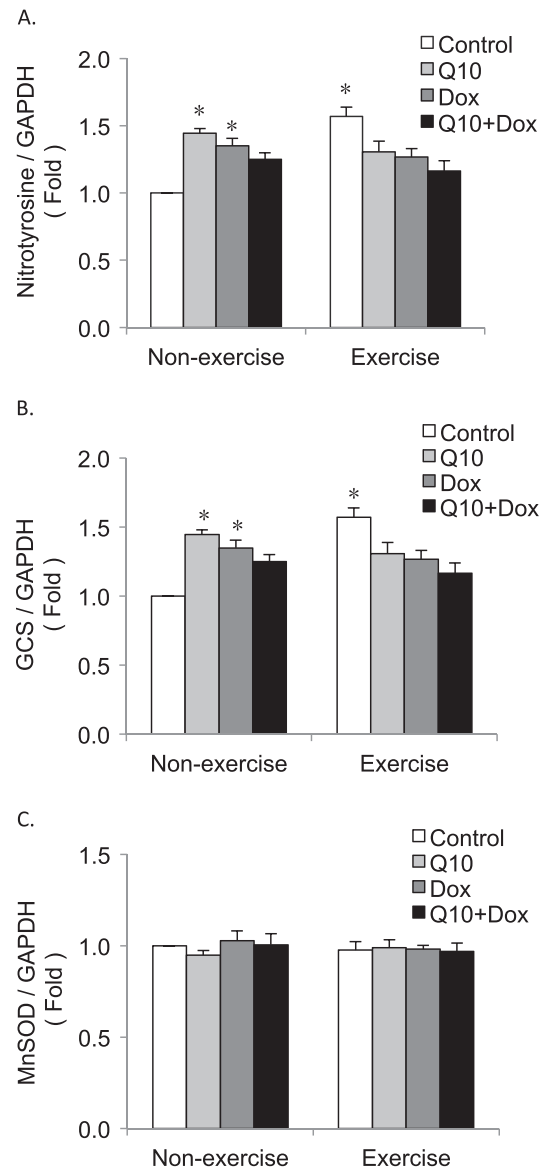 A.
Control
Q10
Dox
Q10+Dox
Nitrotyrosine / GAPDH
( Fold )
2.0
1.5
1.0
0.5
0.0
* * *
Non-exercise Exercise
B.
Control
Q10
Dox
Q10+Dox
GCS / GAPDH
( Fold )
2.0
1.5
1.0
0.5
0.0
* * *
Non-exercise Exercise
C.
Control
Q10
Dox
Q10+Dox
MnSOD / GAPDH
( Fold )
1.5
1.0
0.5
0.0
Non-exercise Exercise